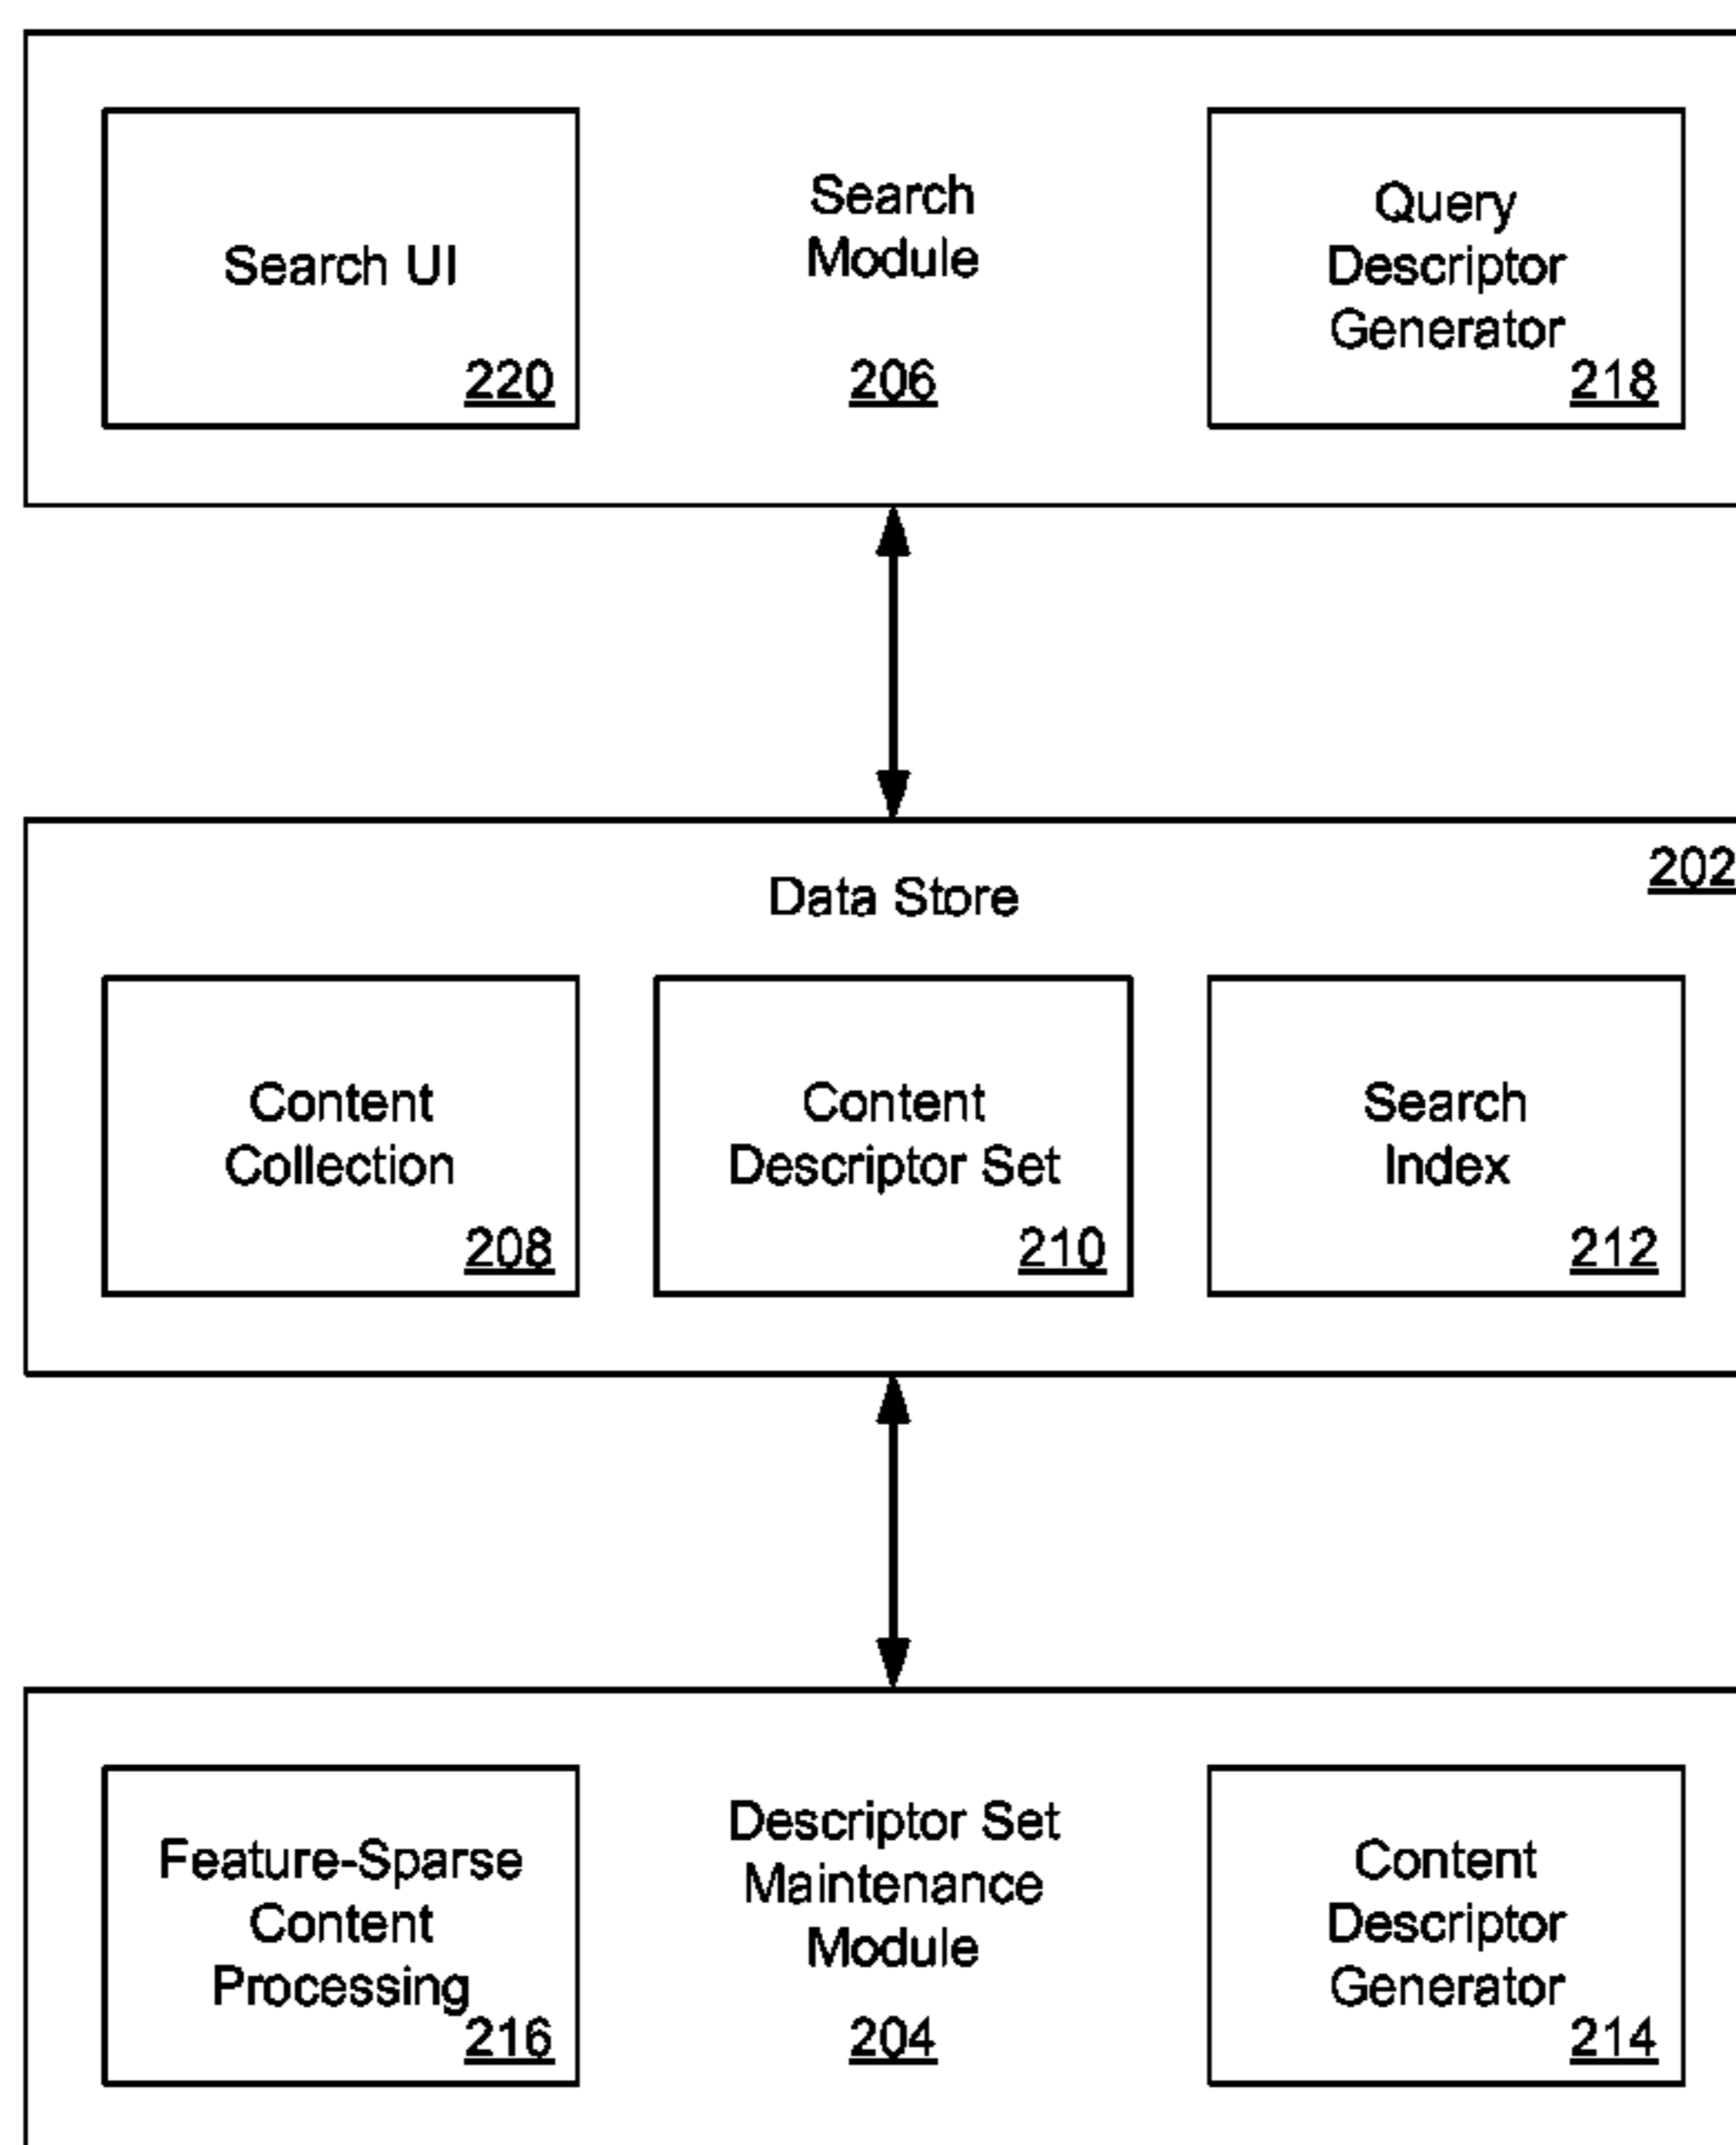 Search UI
220
Search
Module
206
Query
Descriptor
Generator
218
Data Store
202
Content
Collection
208
Content
Descriptor Set
210
Search
Index
212
Feature-Sparse
Content
Processing
216
Descriptor Set
Maintenance
Module
204
Content
Descriptor
Generator
214